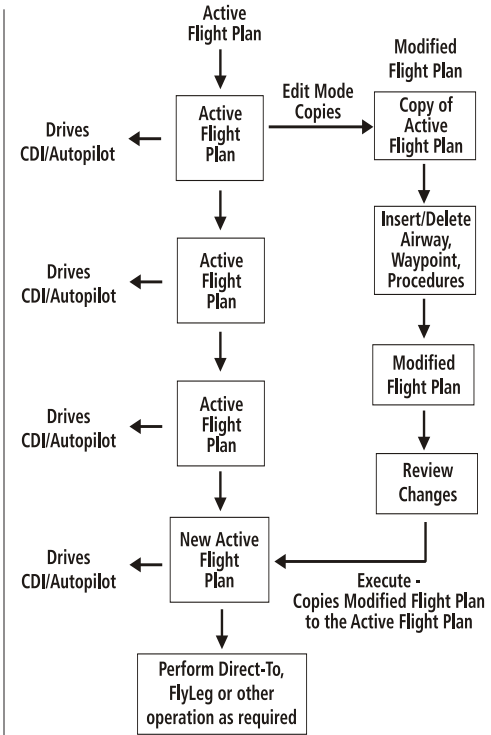 Active
Flight Plan
Modified
Flight Plan
Edit Mode
Copies
Active
Flight
Plan
Copy of
Active
Flight Plan
Drives
CDI/Autopilot
Insert/Delete
Airway,
Waypoint,
Procedures
Active
Flight
Plan
Drives
CDI/Autopilot
Modified
Flight Plan
Active
Flight
Plan
Drives
CDI/Autopilot
Review
Changes
New Active
Flight
Plan
Drives
CDI/Autopilot
Execute -
Copies Modified Flight Plan
to the Active Flight Plan
Perform Direct-To,
FlyLeg or other
operation as required